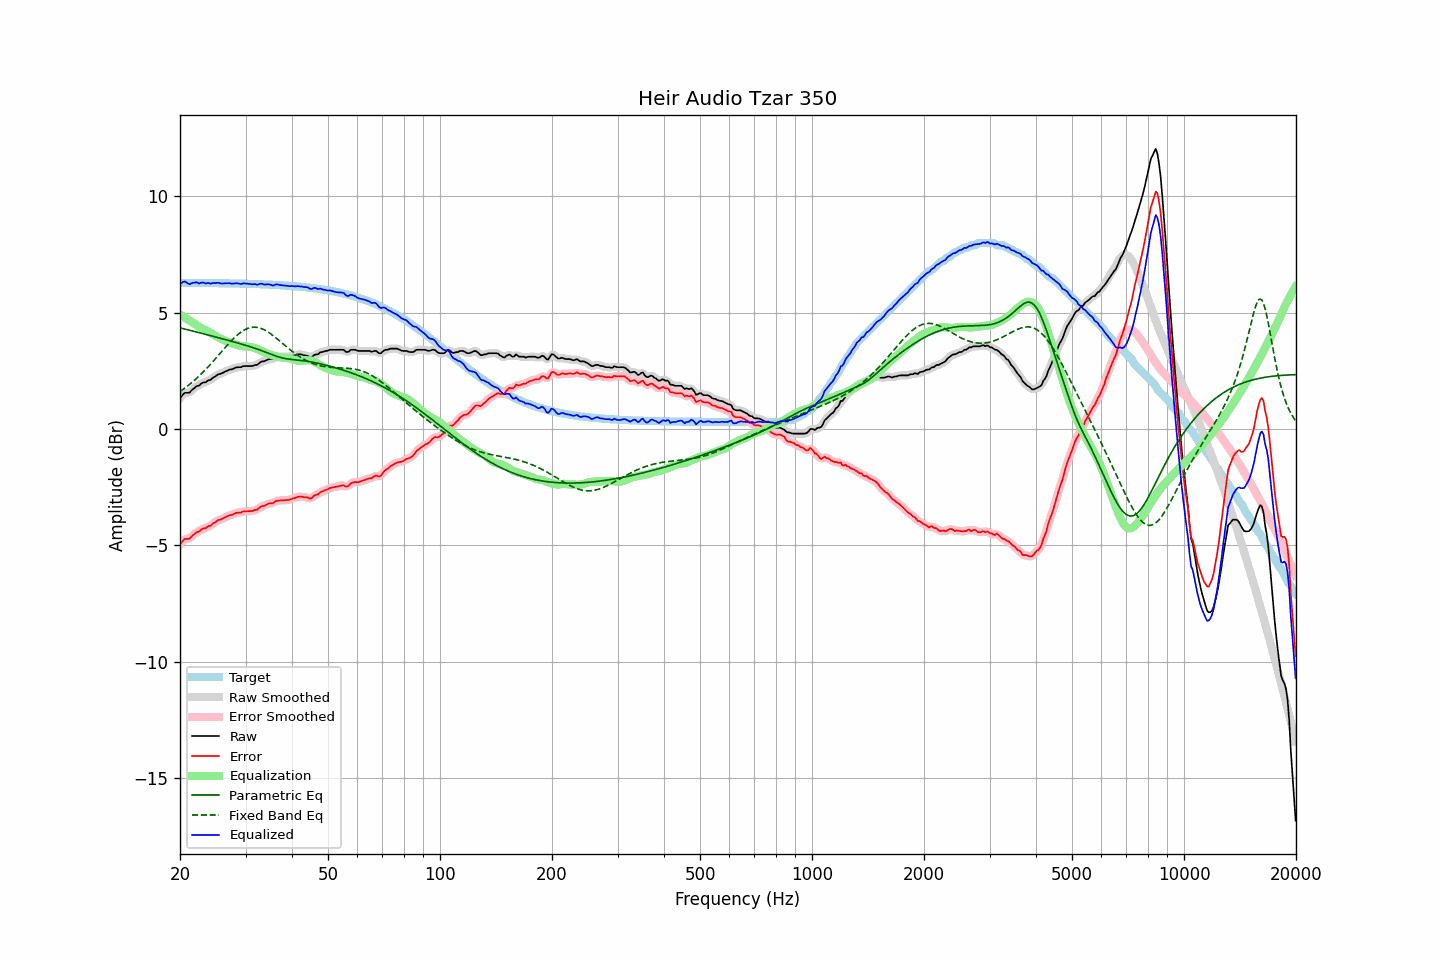 Heir Audio Tzar 350
Amplitude (dBr)
10
5
0
−5
−10
−15
Target
Raw Smoothed
Error Smoothed
Raw
Error
Equalization
Parametric Eq
Fixed Band Eq
Equalized
20 50 100 200 500 1000 2000 5000 10000 20000
Frequency (Hz)